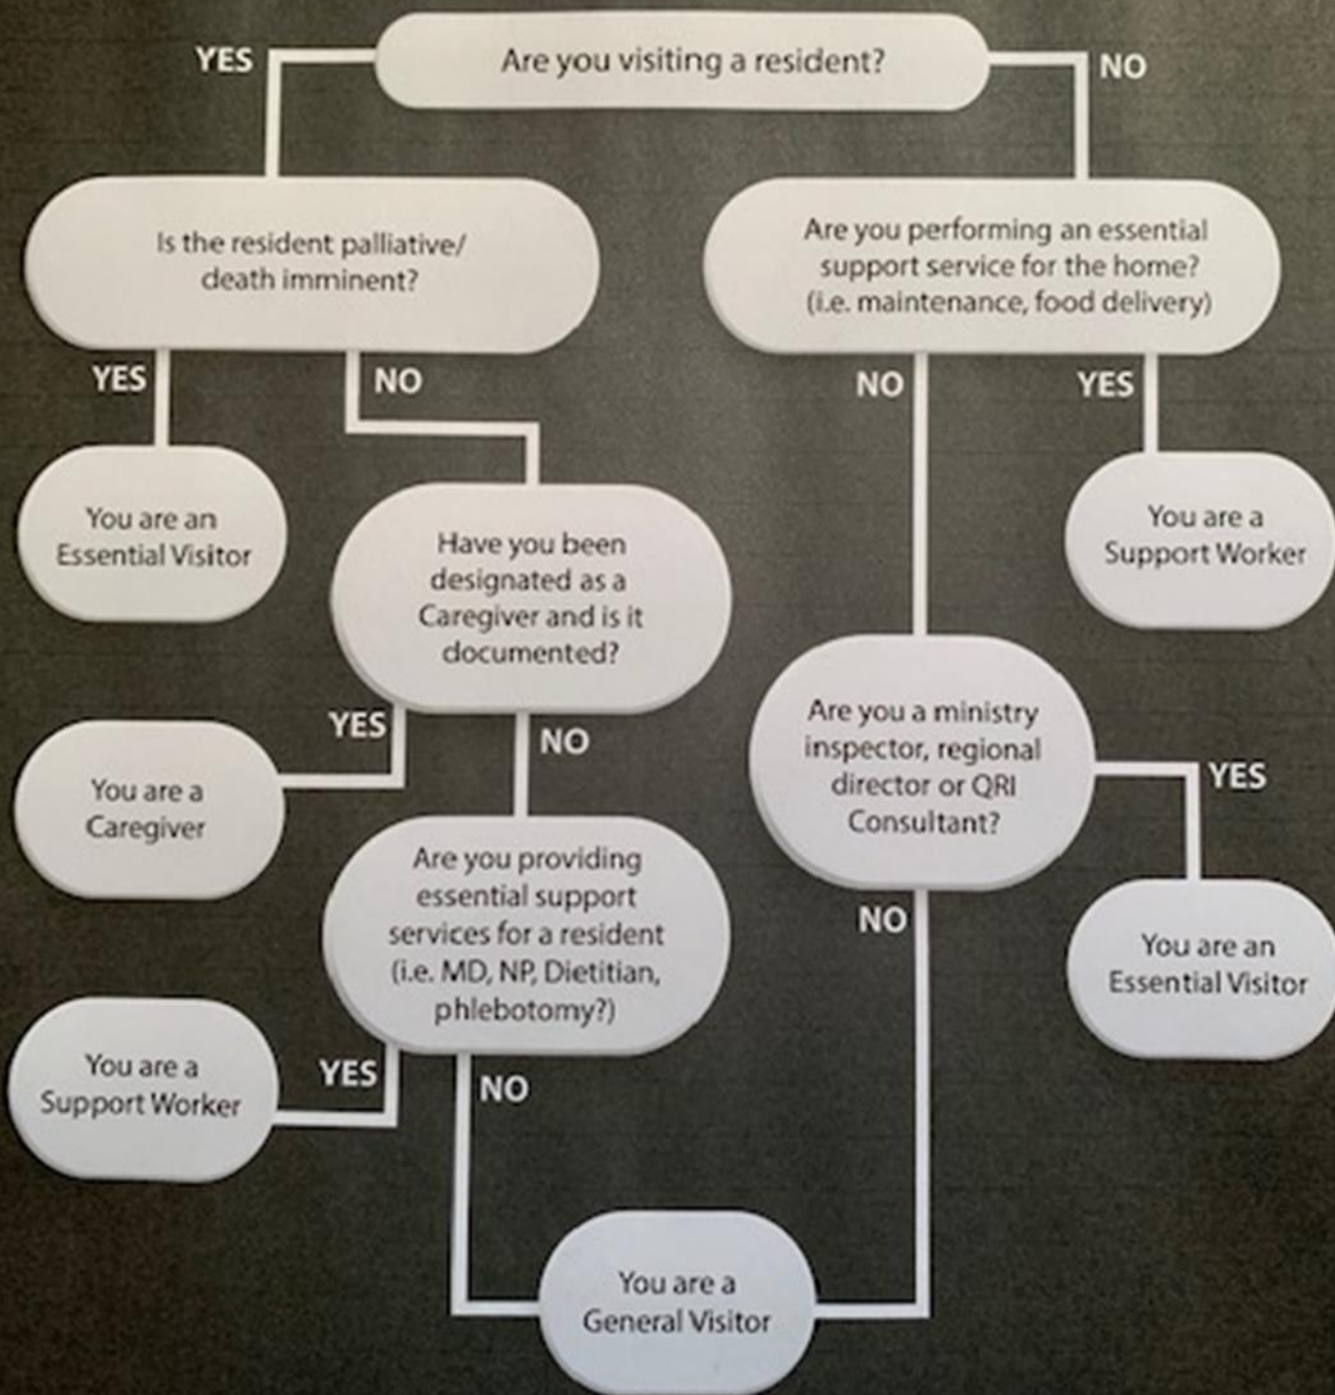 Are you visiting a resident?
YES
NO
Is the resident palliative/
death imminent?
Are you performing an essential
support service for the home?
(i.e. maintenance, food delivery)
YES
NO
NO
YES
You are an
Essential Visitor
Have you been
designated as a
Caregiver and is it
documented?
You are a
Support Worker
YES
NO
Are you a ministry
inspector, regional
director or QRI
Consultant?
YES
You are a
Caregiver
Are you providing
essential support
services for a resident
(i.e. MD, NP, Dietitian,
phlebotomy?)
NO
You are an
Essential Visitor
You are a
Support Worker
YES
NO
You are a
General Visitor